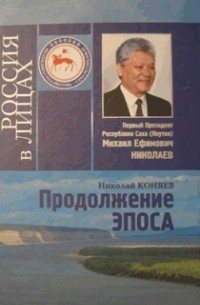 РОССИЯ
В ЛИЦАХ
Первый Президент
Республики Саха (Якутия)
Михаил Ефимович
НИКОЛАЕВ
Николай КОНЯЕВ
Продолжение
ЭПОСА